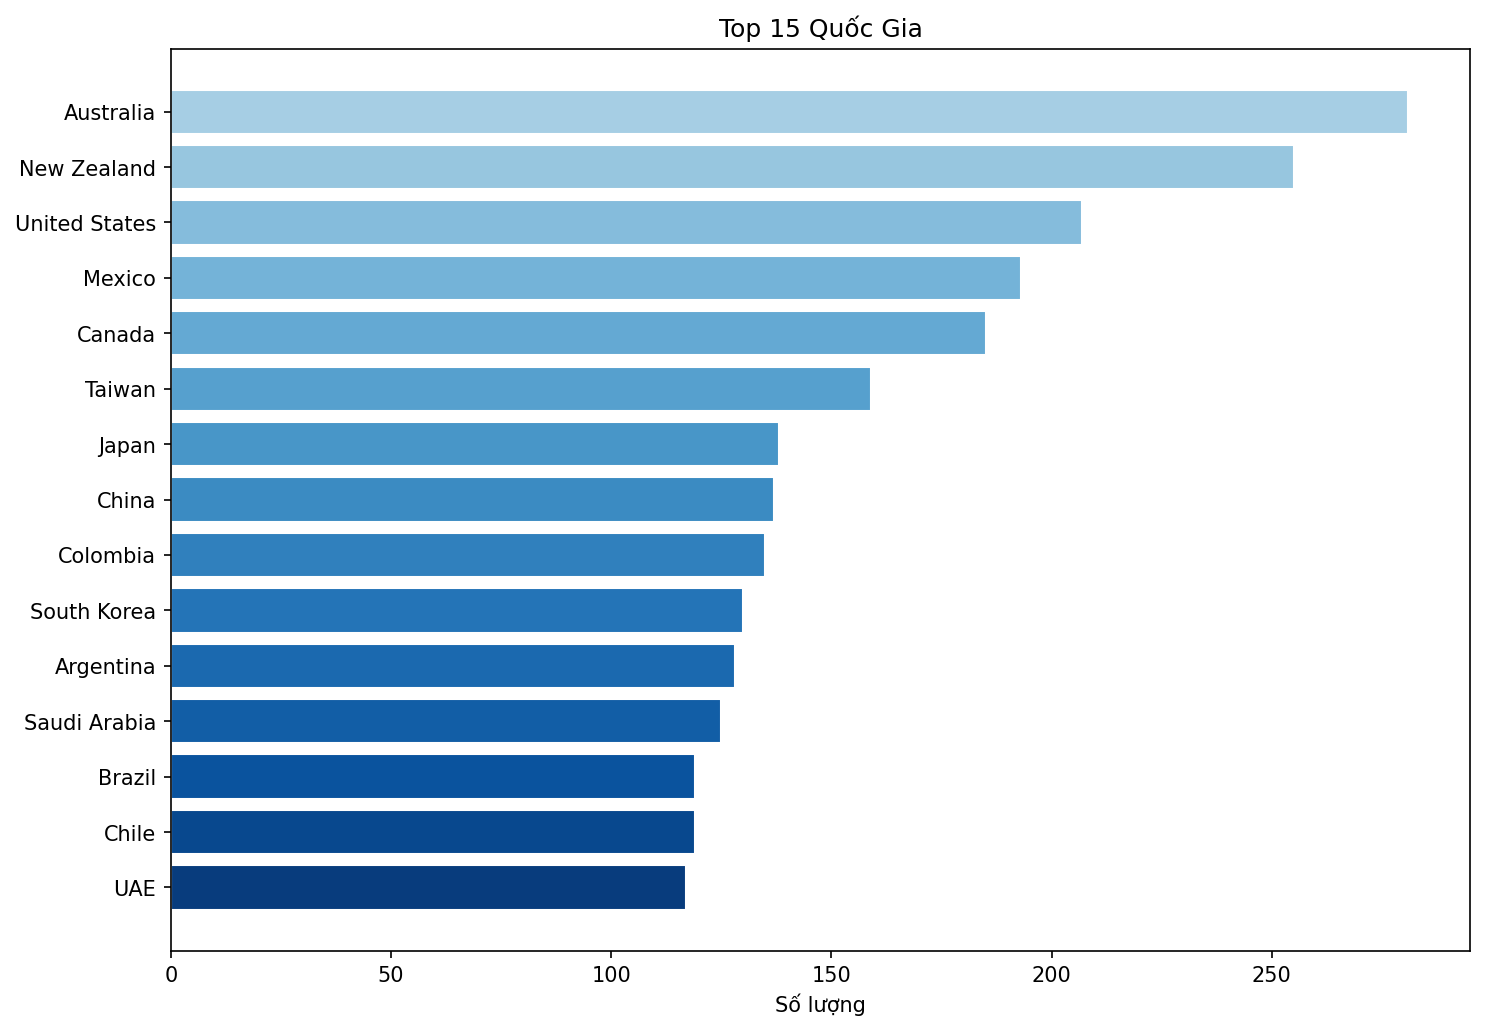 Top 15 Quốc Gia
Australia
New Zealand
United States
Mexico
Canada
Taiwan
Japan
China
Colombia
South Korea
Argentina
Saudi Arabia
Brazil
Chile
UAE
0 50 100 150 200 250
Số lượng